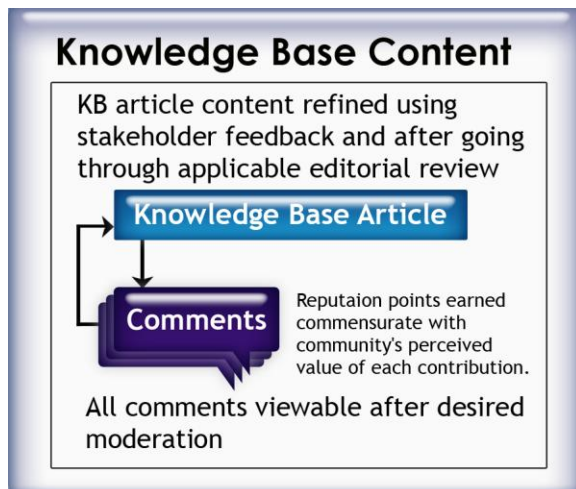 Knowledge Base Content
KB article content refined using
stakeholder feedback and after going
through applicable editorial review
Knowledge Base Article
Comments
Reputaion points earned
commensurate with
community's perceived
value of each contribution.
All comments viewable after desired
moderation